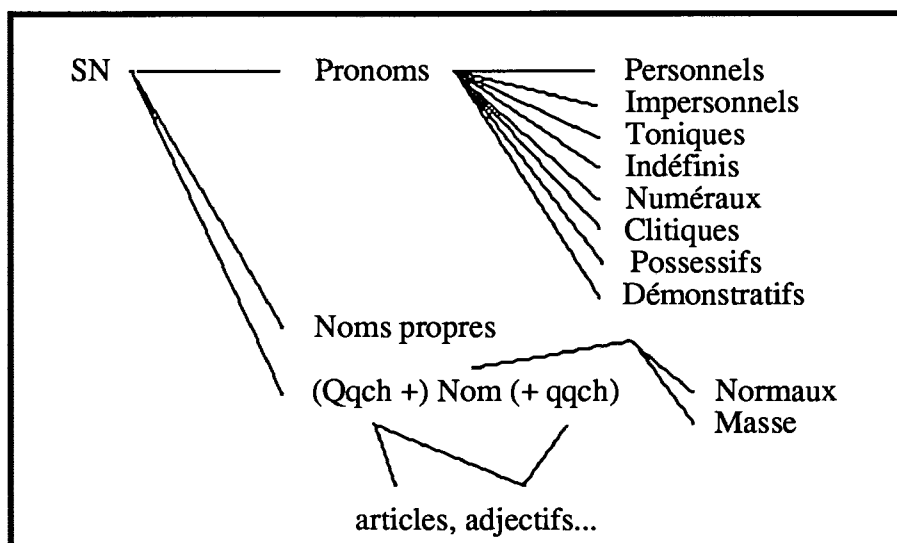 SN Pronoms Personnels
Impersonnels
Toniques
Indéfinis
Numéraux
Clitiques
Possessifs
Démonstratifs
Noms propres
(Qqch +) Nom (+ qqch) Normaux
Masse
articles, adjectifs...